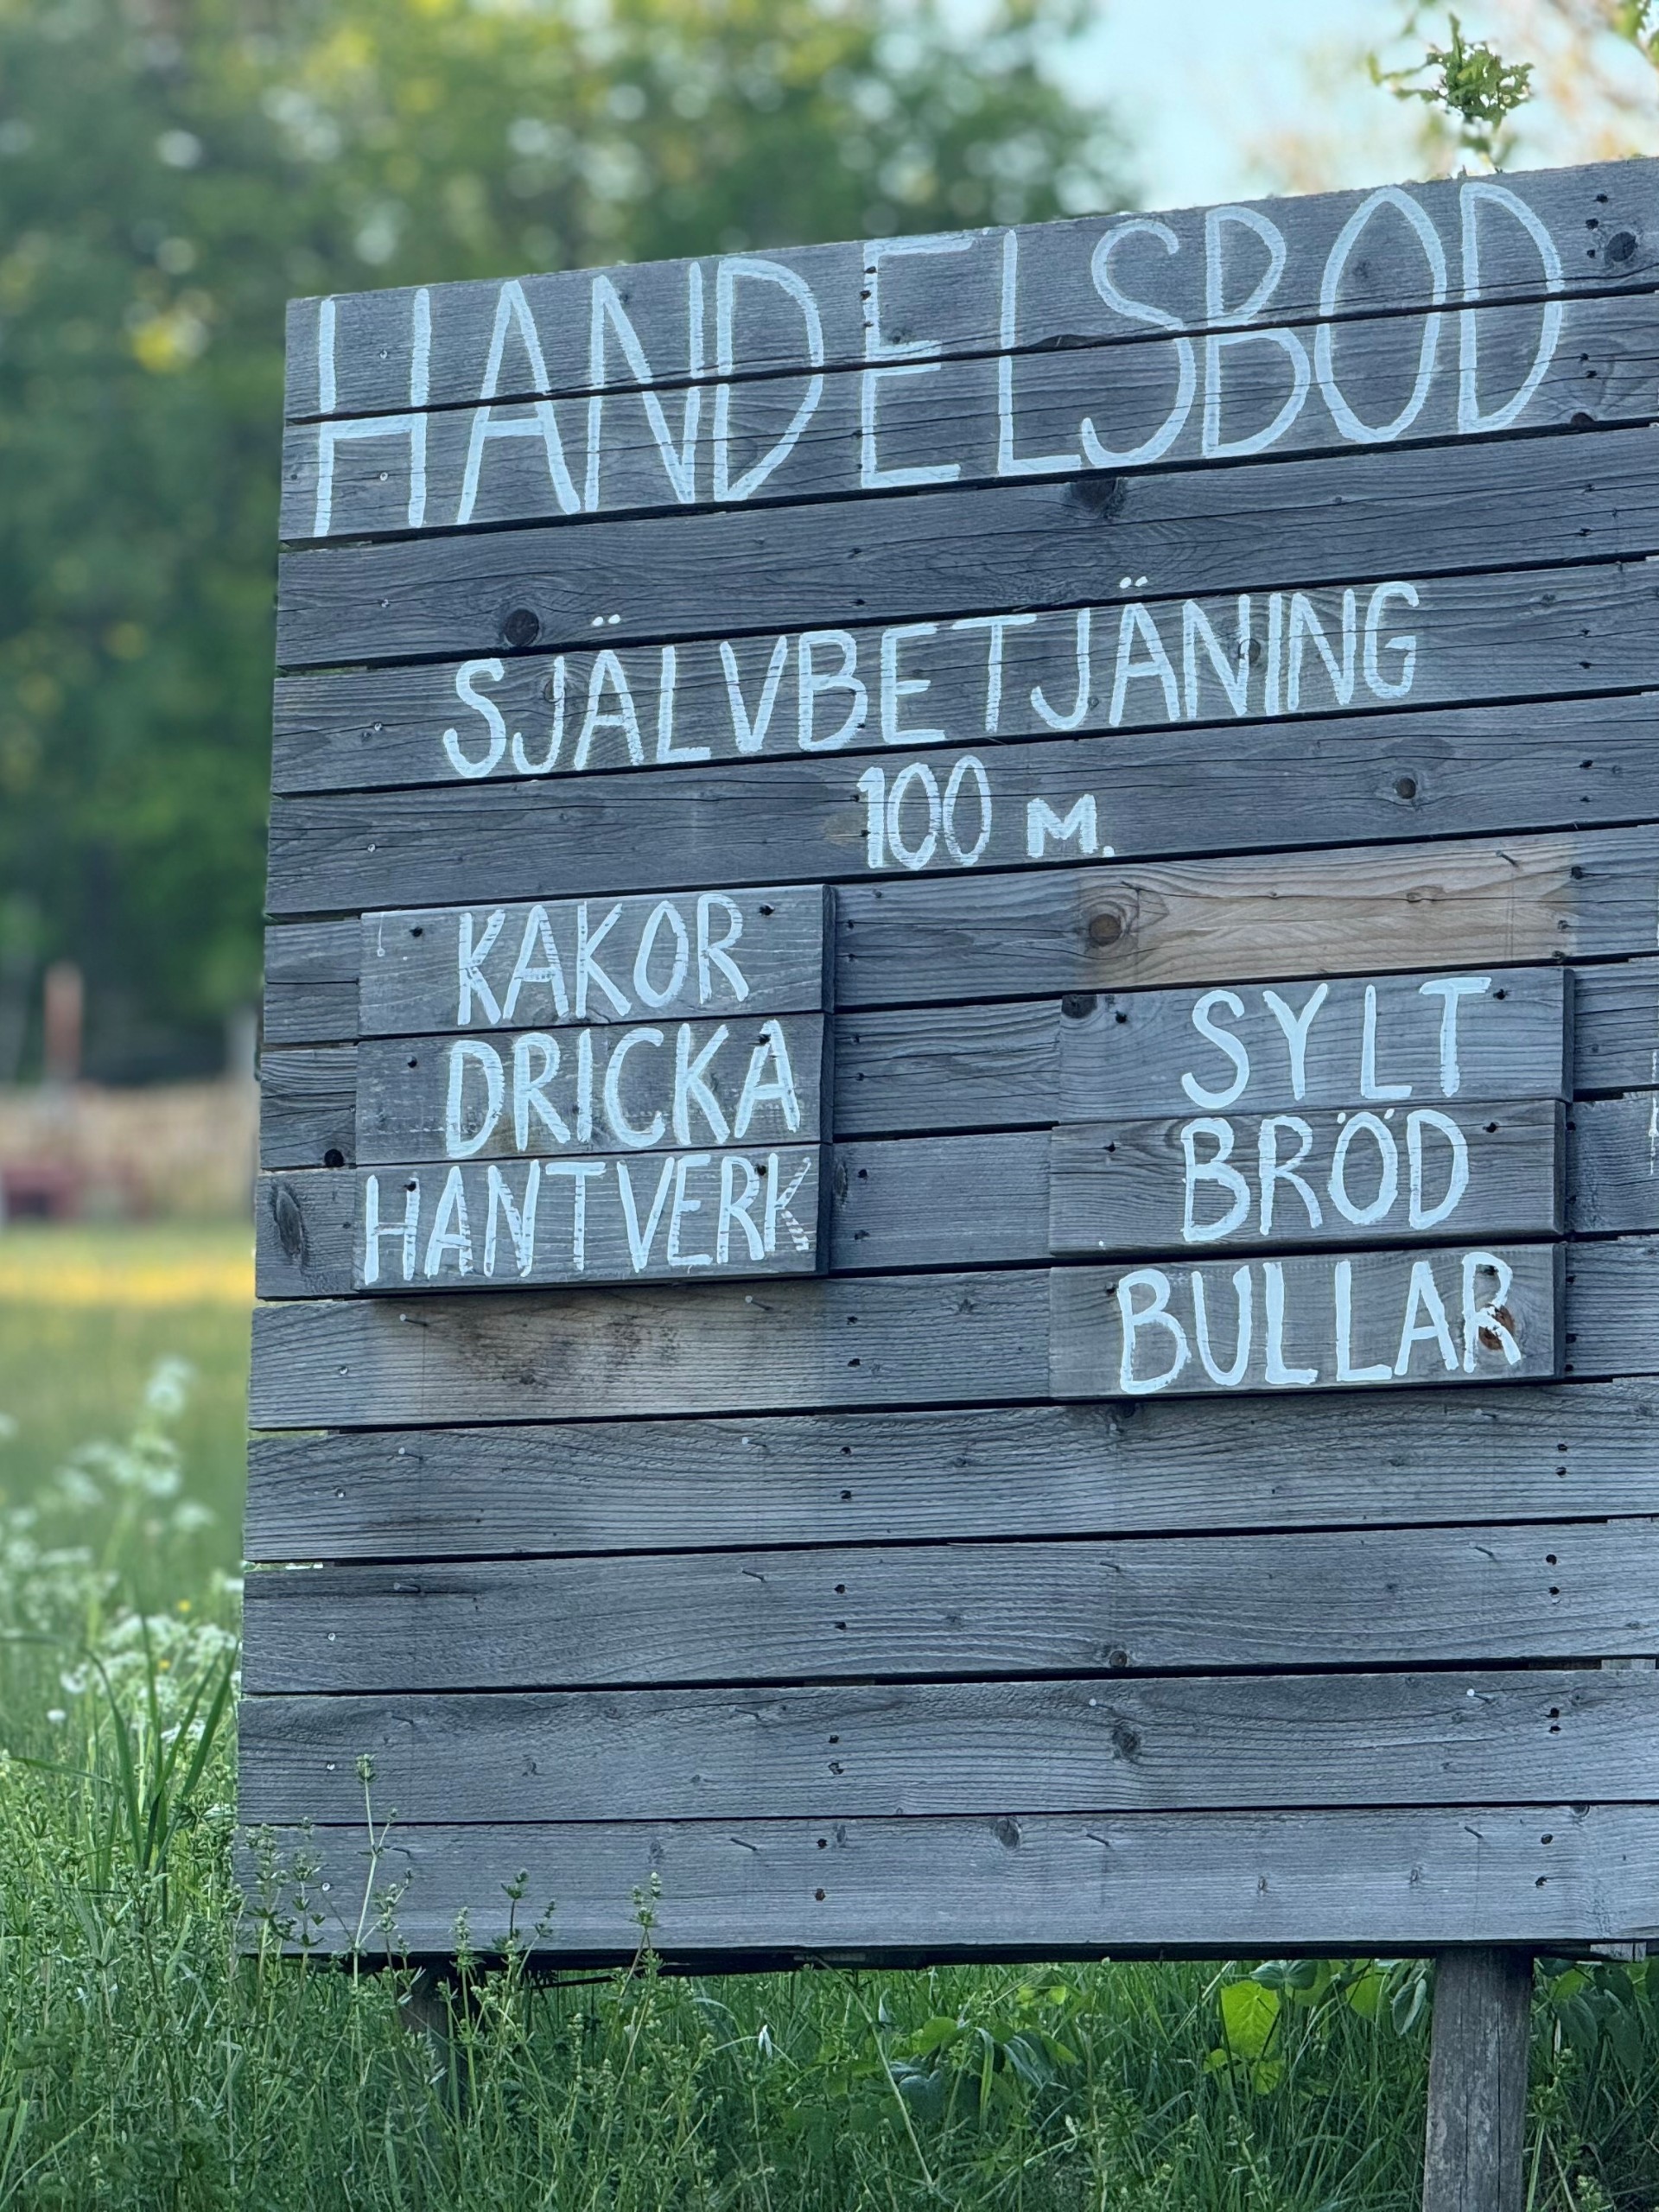 HANDELSBOD
SJÄLVBETJÄNING
100 M.
KAKOR
DRICKA
HANTVERK
SYLT
BRÖD
BULLAR